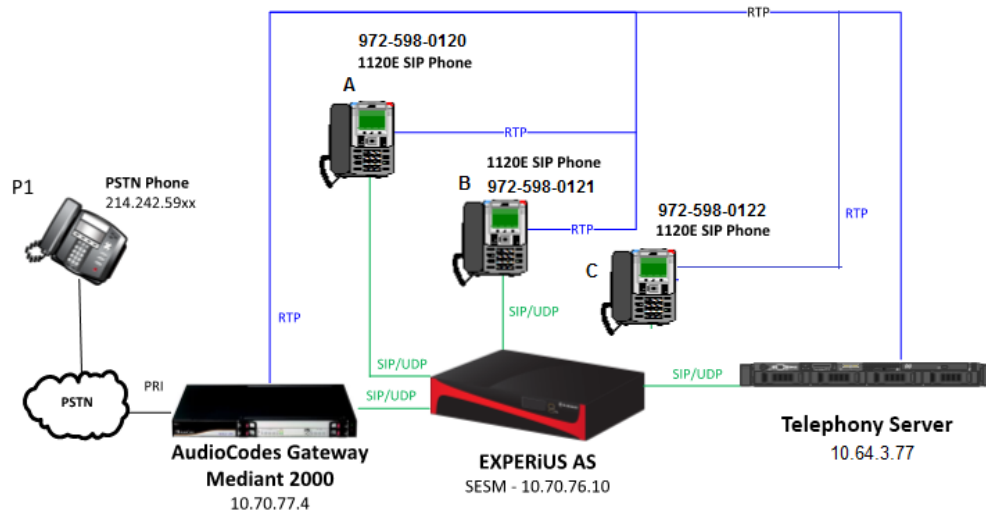 RTP
972-598-0120
1120E SIP Phone
A
RTP
1120E SIP Phone
B
972-598-0121
P1
PSTN Phone
214.242.59xx
972-598-0122
1120E SIP Phone
RTP
RTP
C
RTP
SIP/UDP
SIP/UDP
SIP/UDP
PRI
PSTN
SIP/UDP
AudioCodes Gateway
Mediant 2000
10.70.77.4
EXPERiUS AS
SESM - 10.70.76.10
Telephony Server
10.64.3.77